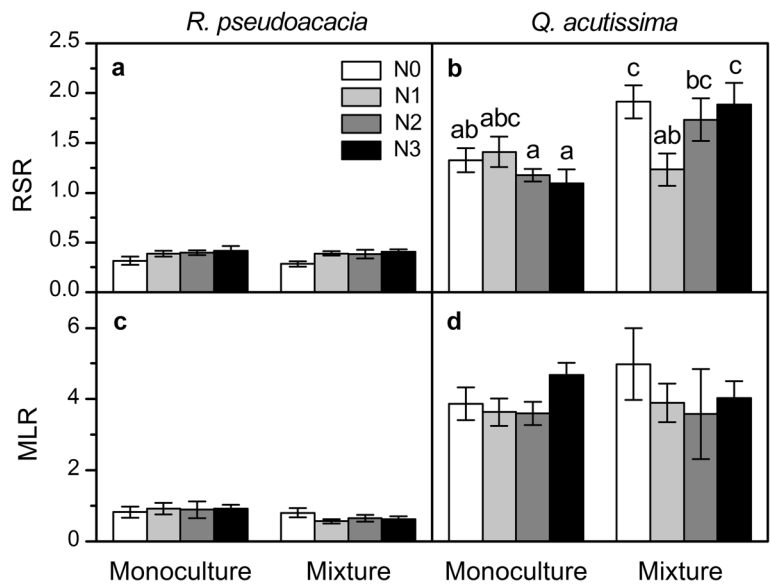 R. pseudoacacia
Q. acutissima
RSR
2.5
2.0
1.5
1.0
0.5
0.0
a
N0
N1
N2
N3
b
ab
abc
a
a
c
ab
bc
c
MLR
6
4
2
0
c
d
Monoculture
Mixture
Monoculture
Mixture